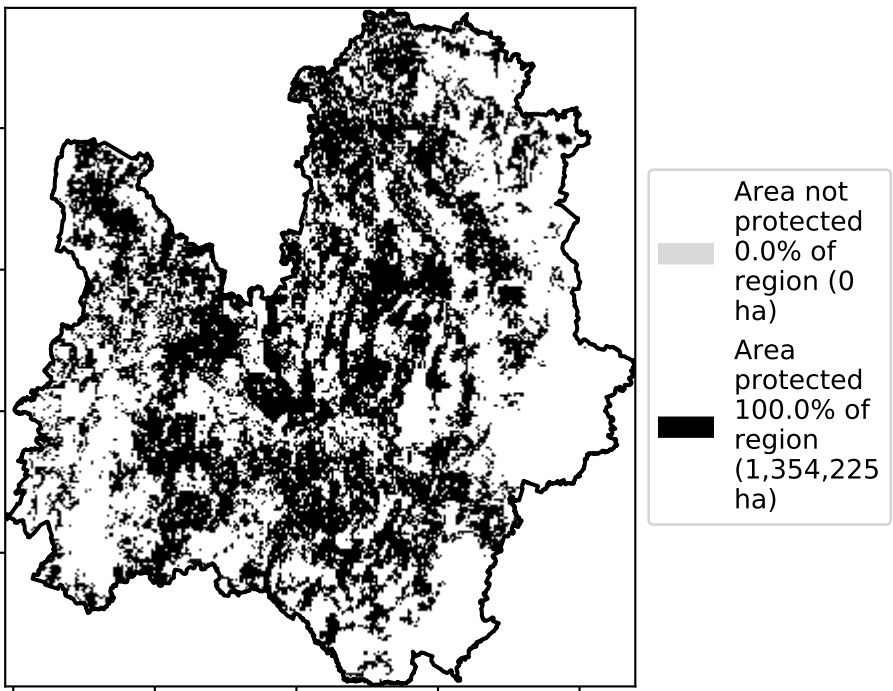 Area not
protected
0.0% of
region (0
ha)
Area
protected
100.0% of
region
(1,354,225
ha)